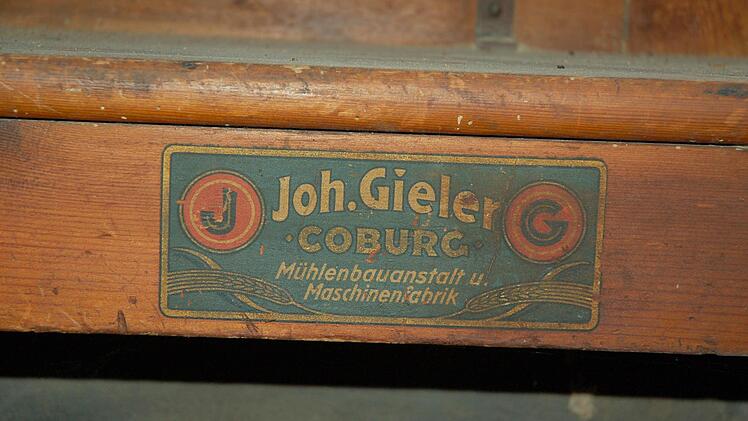 J
Joh. Gieler
G
· COBURG ·
Mühlenbauanstalt u.
Maschinenfabrik